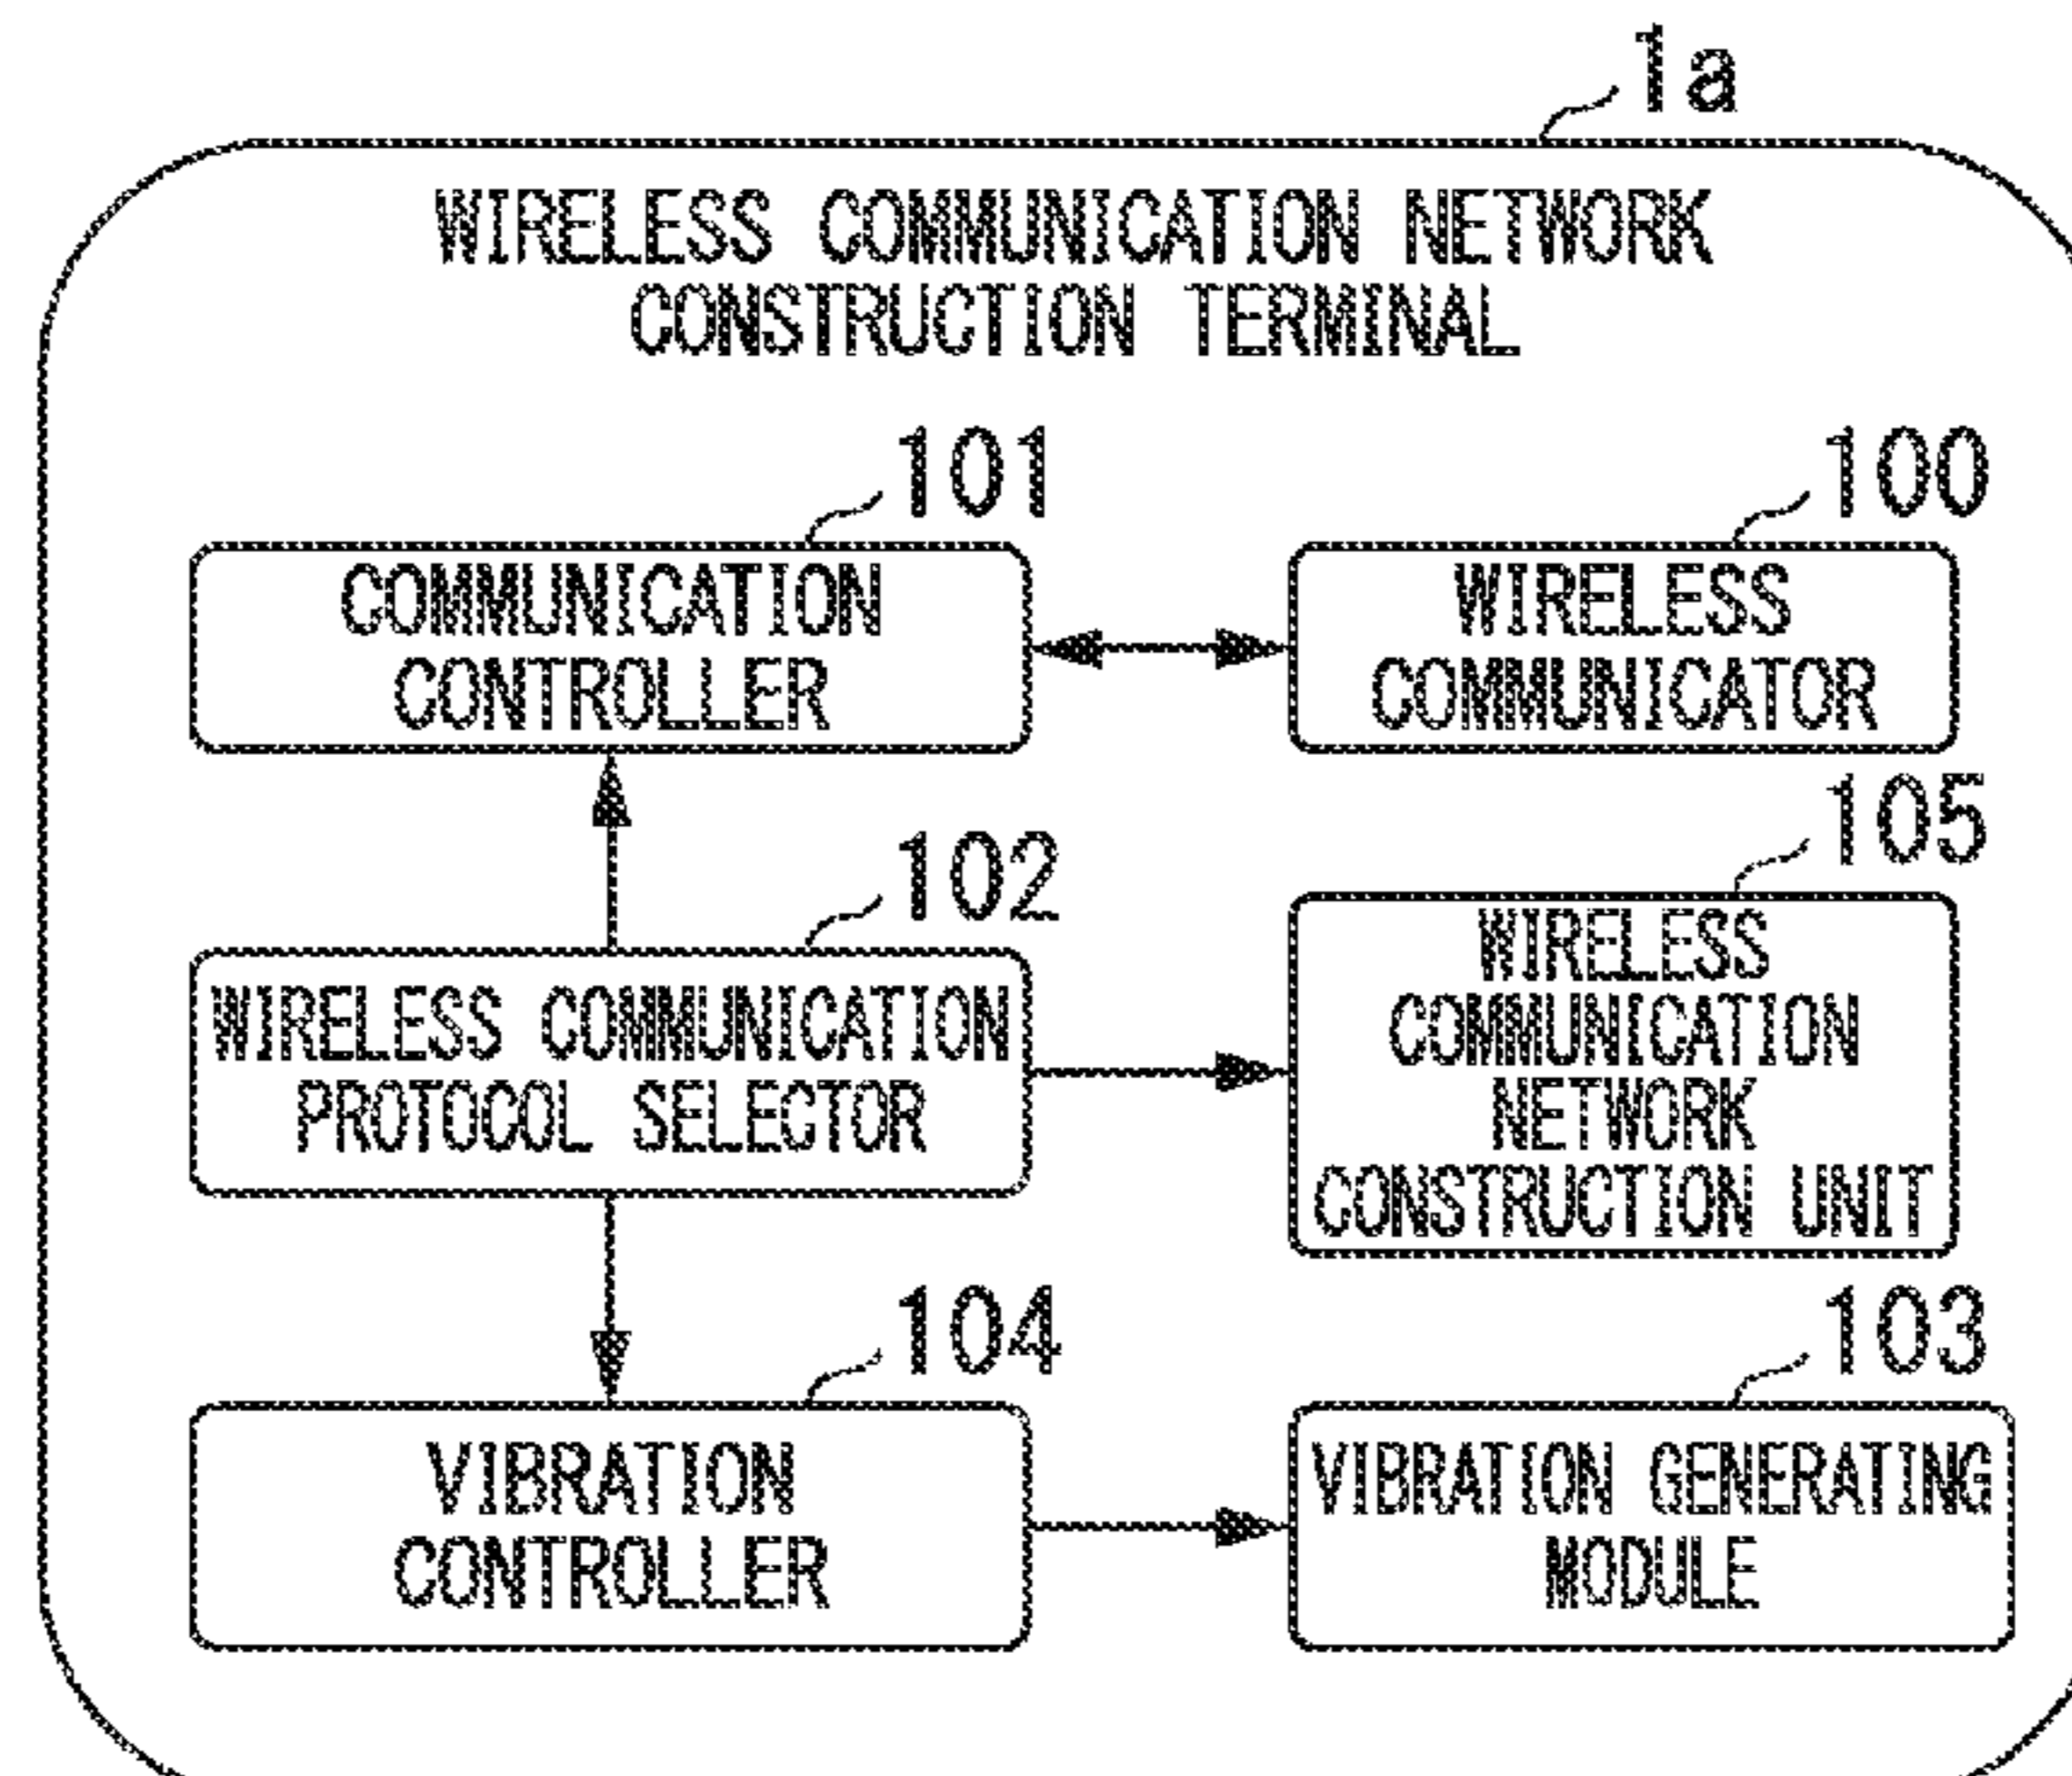 1a
WIRELESS COMMUNICATION NETWORK
CONSTRUCTION TERMINAL
101
COMMUNICATION
CONTROLLER
100
WIRELESS
COMMUNICATOR
102
WIRELESS COMMUNICATION
PROTOCOL SELECTOR
105
WIRELESS
COMMUNICATION
NETWORK
CONSTRUCTION UNIT
104
VIBRATION
CONTROLLER
103
VIBRATION GENERATING
MODULE